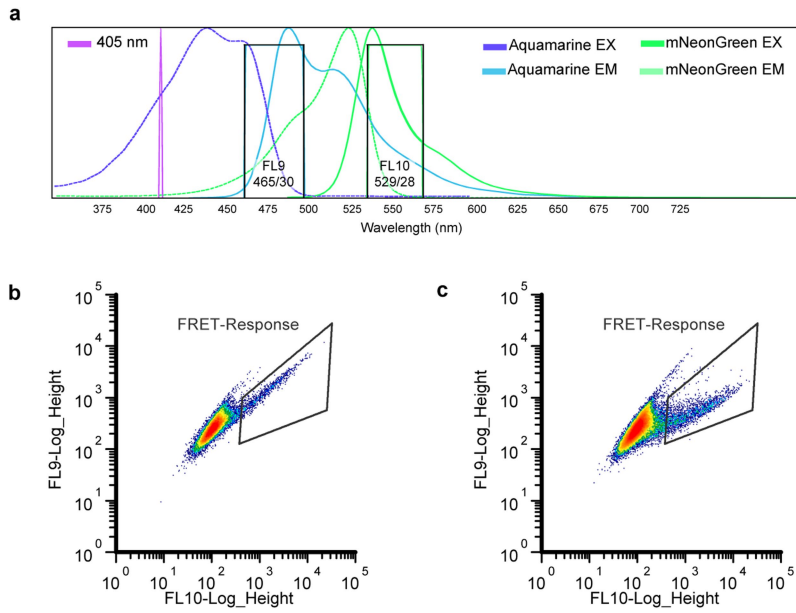 a
405 nm
Aquamarine EX
mNeonGreen EX
Aquamarine EM
mNeonGreen EM
FL9
465/30
FL10
529/28
375 400 425 450 475 500 525 550 575 600 625 650 675 700 725
Wavelength (nm)
b
FRET-Response
10^5
10^4
10^3
10^2
10^1
10^0
FL9-Log_Height
10^0 10^1 10^2 10^3 10^4 10^5
FL10-Log_Height
c
FRET-Response
10^5
10^4
10^3
10^2
10^1
10^0
FL9-Log_Height
10^0 10^1 10^2 10^3 10^4 10^5
FL10-Log_Height